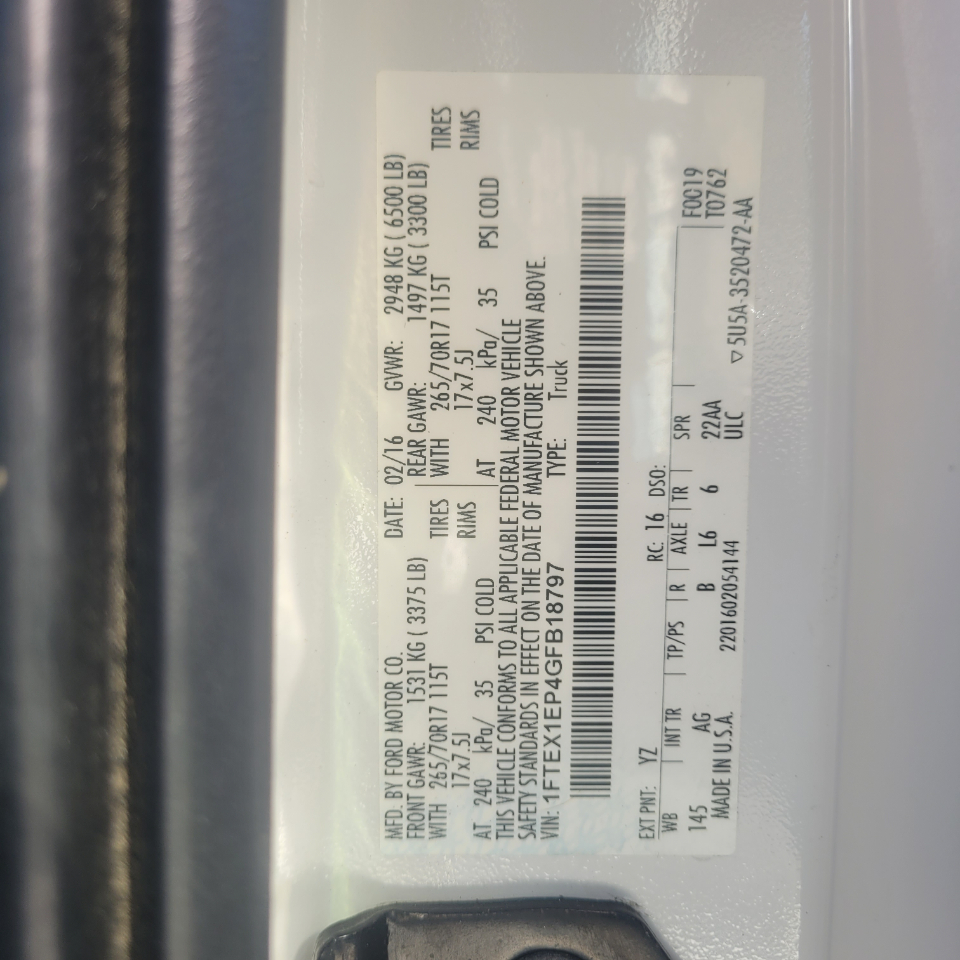 MFD. BY FORD MOTOR CO. DATE: 02/16 GVWR: 2948 KG ( 6500 LB)
FRONT GAWR: 1531 KG ( 3375 LB) REAR GAWR: 1497 KG ( 3300 LB)
WITH 265/70R17 115T TIRES WITH 265/70R17 115T TIRES
17x7.5J RIMS 17x7.5J RIMS
AT 240 kPa/ 35 PSI COLD AT 240 kPa/ 35 PSI COLD
THIS VEHICLE CONFORMS TO ALL APPLICABLE FEDERAL MOTOR VEHICLE
SAFETY STANDARDS IN EFFECT ON THE DATE OF MANUFACTURE SHOWN ABOVE.
VIN: 1FTEX1EP4GFB18797 TYPE: Truck
EXT PNT: YZ RC: 16 DSO:
WB INT TR TP/PS R AXLE TR SPR F0019
145 AG B L6 6 22AA T0762
MADE IN U.S.A. 2201602054144 ULC ▽5U5A-3520472-AA